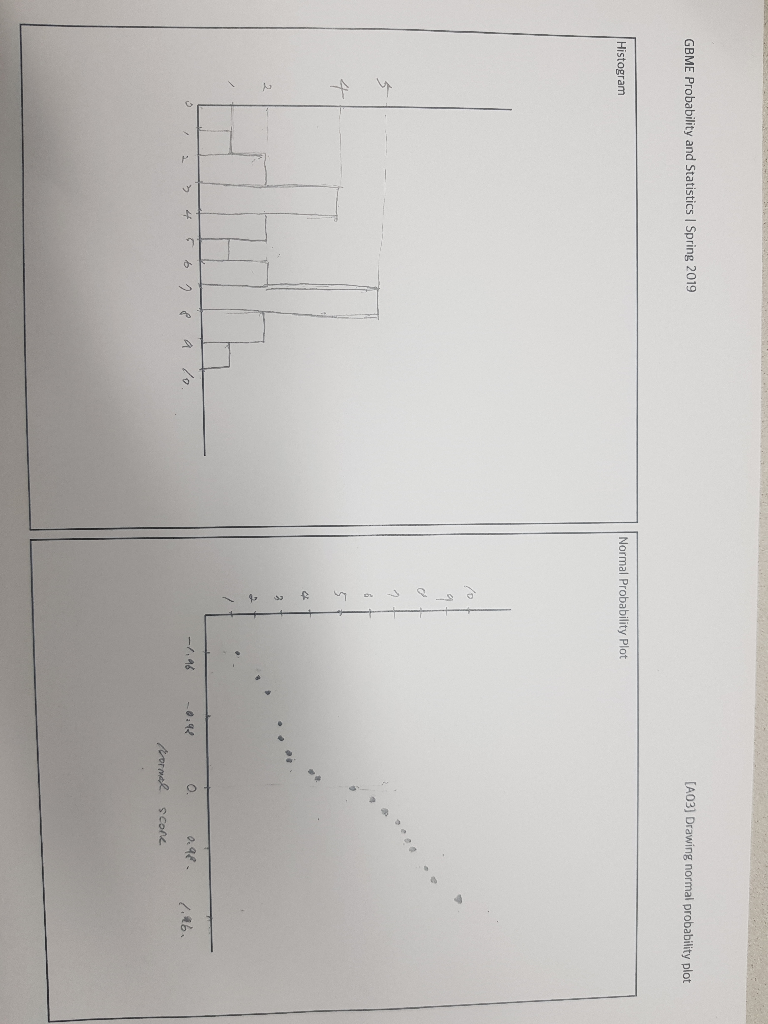 GBME Probability and Statistics | Spring 2019
[A03] Drawing normal probability plot
Histogram
5
4
2
1
0 1 2 3 4 5 6 7 8 9 10
Normal Probability Plot
10
9
8
7
6
5
4
3
2
1
-1.96 -0.98 0 0.98 1.96
Normal score